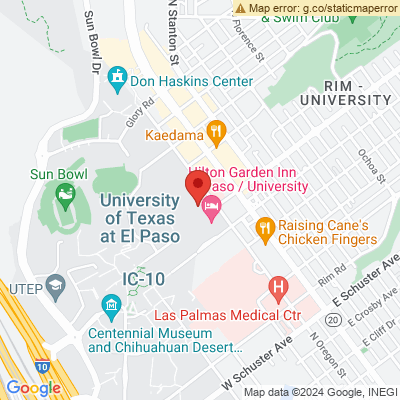 Map error: g.co/staticmaperror
& Swim Club
Sun Bowl Dr
N Stanton St
Florence St
Don Haskins Center
RIM -
UNIVERSITY
Glory Rd
Kaedama
Ochoa St
Sun Bowl
Hilton Garden Inn
Paso / University
University
of Texas
at El Paso
Raising Cane's
Chicken Fingers
Rim Rd
IC-10
UTEP
E Schuster Ave
H
Las Palmas Medical Ctr
E Crosby Ave
20
E Cliff Dr
Centennial Museum
and Chihuahuan Desert...
N Oregon St
W Schuster Ave
10
Google
Map data ©2024 Google, INEGI